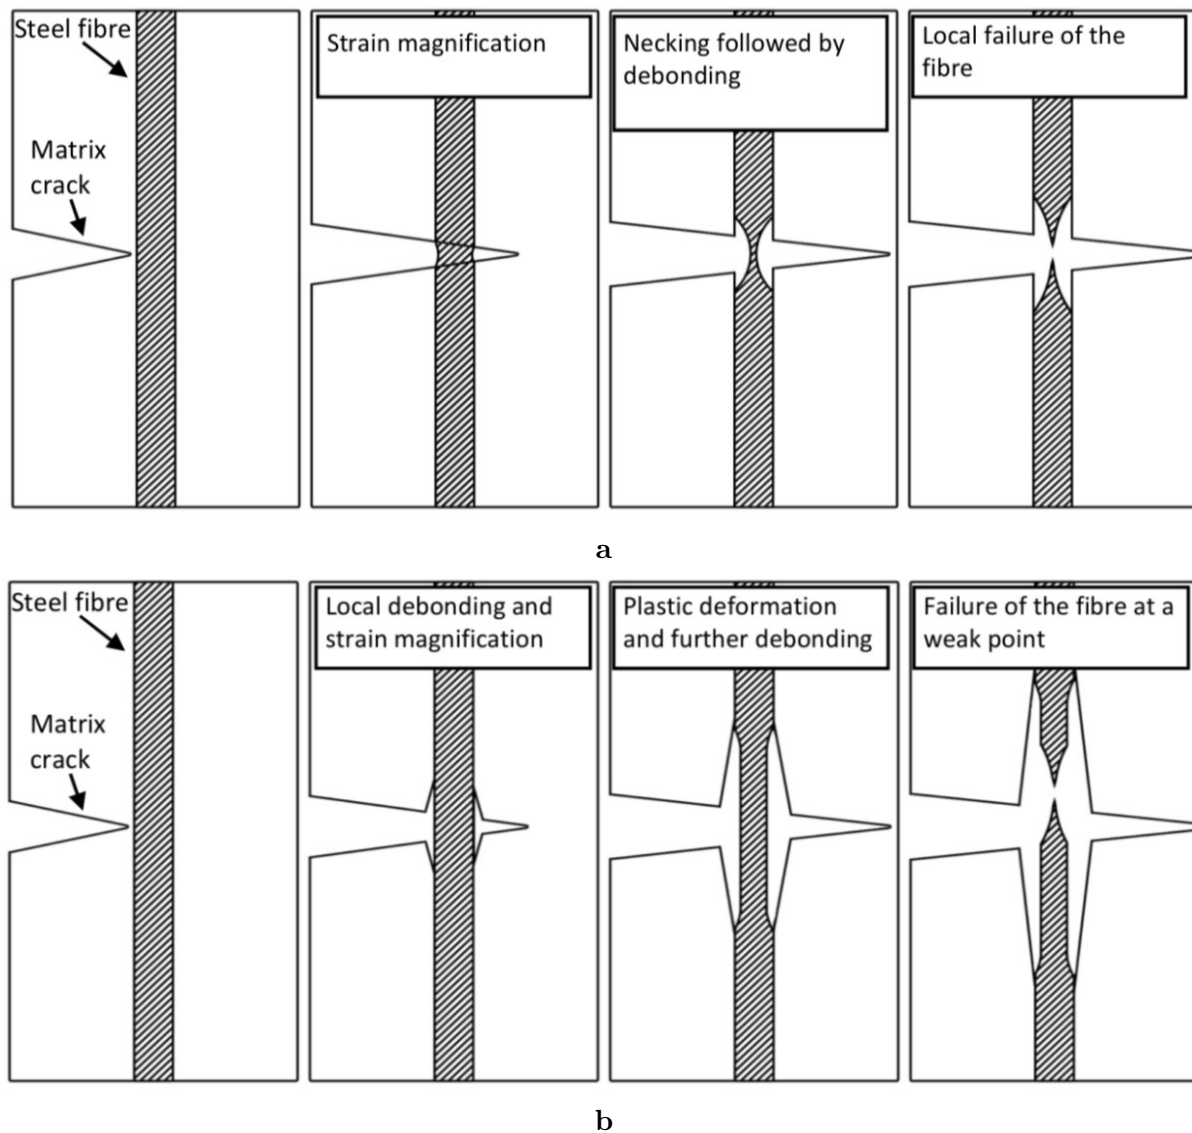 Steel fibre
Matrix
crack
Strain magnification
Necking followed by
debonding
Local failure of the
fibre
a
Steel fibre
Matrix
crack
Local debonding and
strain magnification
Plastic deformation
and further debonding
Failure of the fibre at a
weak point
b